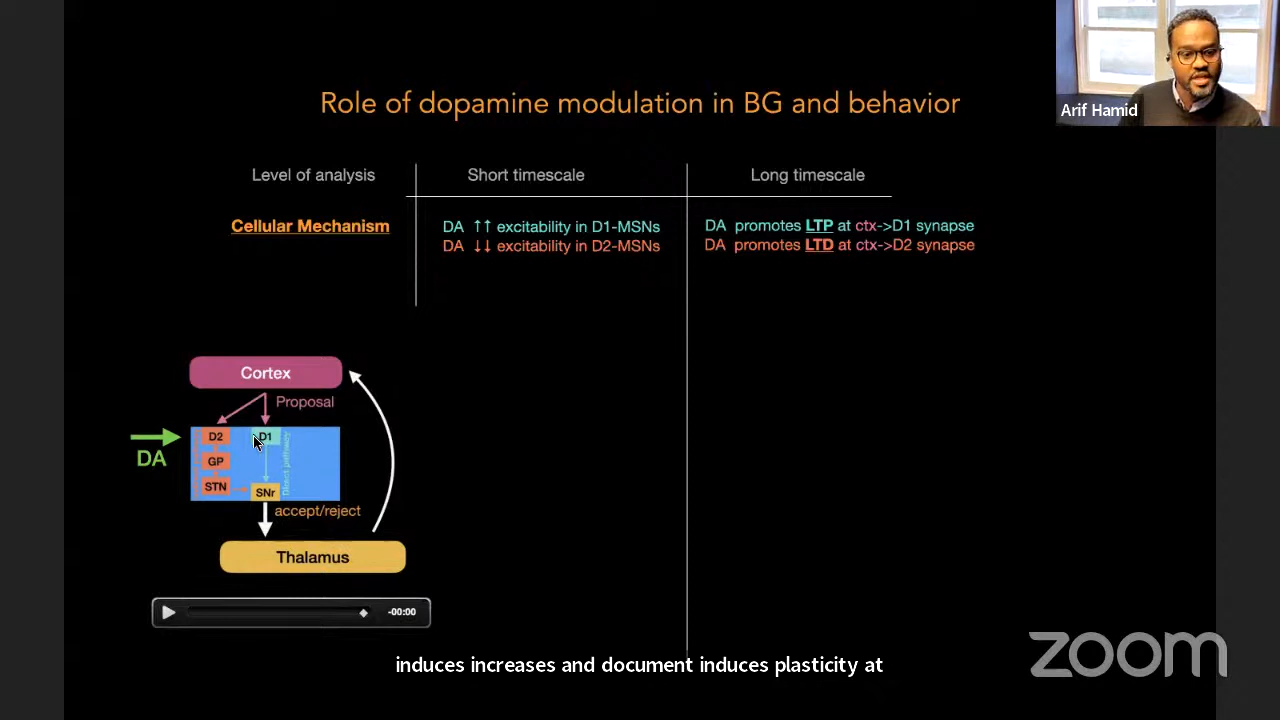 Arif Hamid
Role of dopamine modulation in BG and behavior
Level of analysis
Short timescale
Long timescale
Cellular Mechanism
DA ↑↑ excitability in D1-MSNs
DA ↓↓ excitability in D2-MSNs
DA promotes LTP at ctx->D1 synapse
DA promotes LTD at ctx->D2 synapse
Cortex
Proposal
DA
D2
D1
GP
STN
SNr
Direct pathway
accept/reject
Thalamus
-00:00
induces increases and document induces plasticity at
zoom